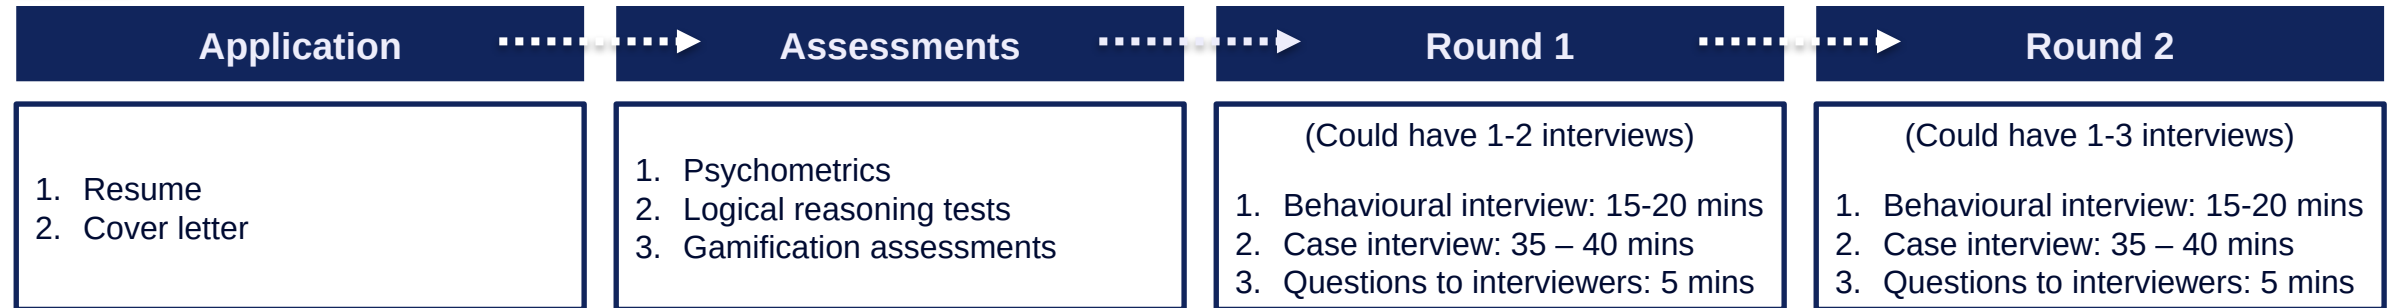 Application
Assessments
Round 1
Round 2
1. Resume
2. Cover letter
1. Psychometrics
2. Logical reasoning tests
3. Gamification assessments
(Could have 1-2 interviews)
1. Behavioural interview: 15-20 mins
2. Case interview: 35 – 40 mins
3. Questions to interviewers: 5 mins
(Could have 1-3 interviews)
1. Behavioural interview: 15-20 mins
2. Case interview: 35 – 40 mins
3. Questions to interviewers: 5 mins